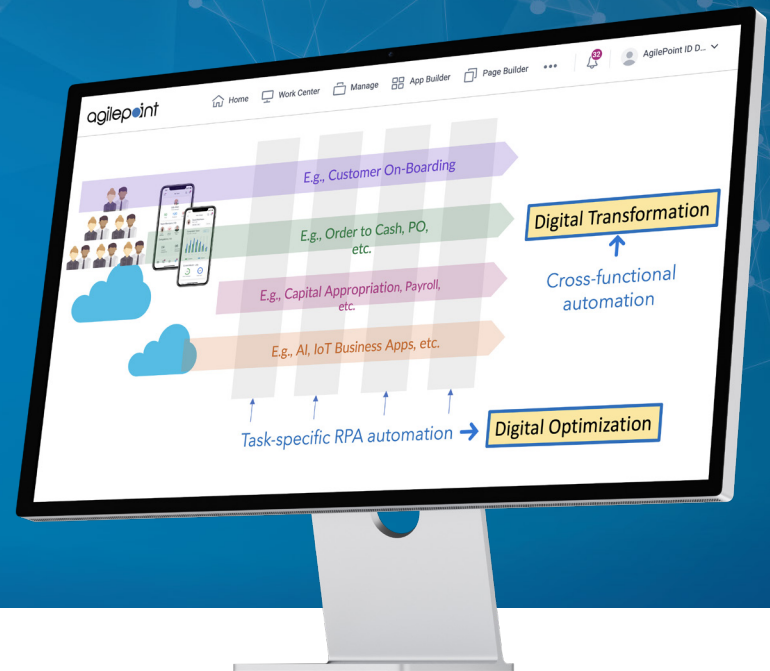 agilepoint
Home
Work Center
Manage
App Builder
Page Builder
32
AgilePoint ID D...
E.g., Customer On-Boarding
E.g., Order to Cash, PO,
etc.
E.g., Capital Appropriation, Payroll,
etc.
E.g., AI, IoT Business Apps, etc.
Digital Transformation
Cross-functional
automation
Task-specific RPA automation
Digital Optimization